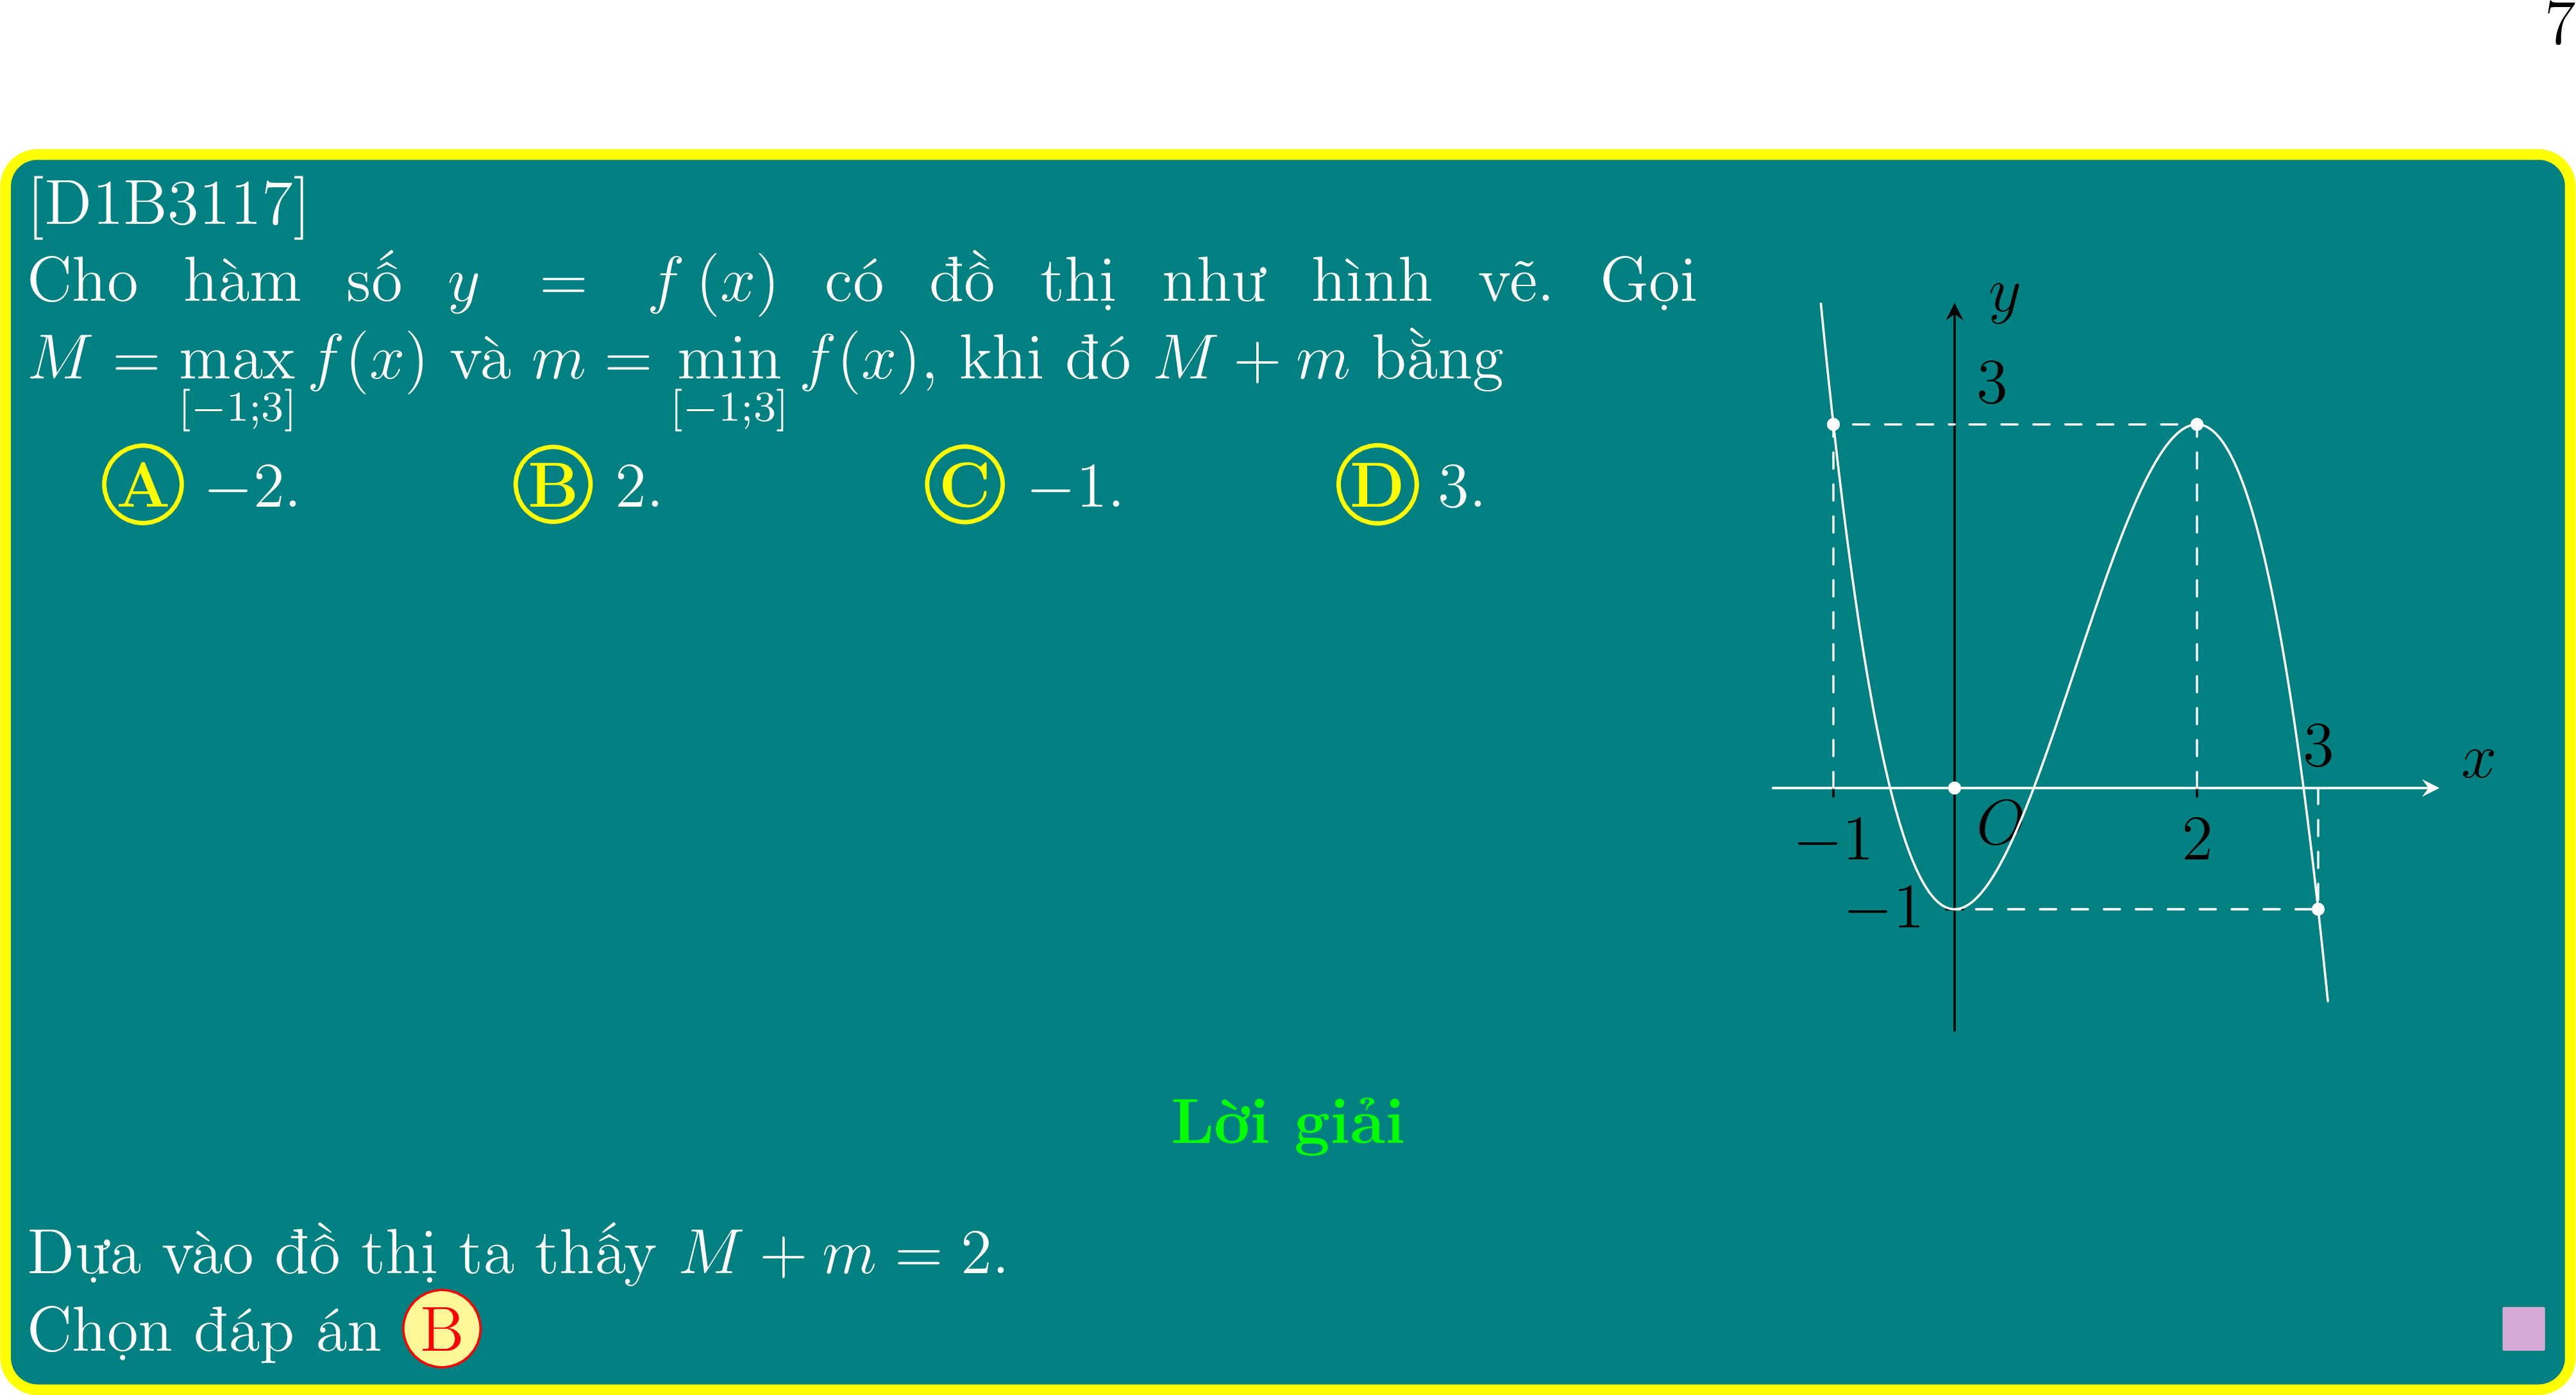 7
[D1B3117]
Cho hàm số y = f (x) có đồ thị như hình vẽ. Gọi
M = max f(x) và m = min f(x), khi đó M + m bằng
[−1;3] [−1;3]
A −2. B 2. C −1. D 3.
y
3
3
x
O
−1
2
−1
Lời giải
Dựa vào đồ thị ta thấy M + m = 2.
Chọn đáp án B